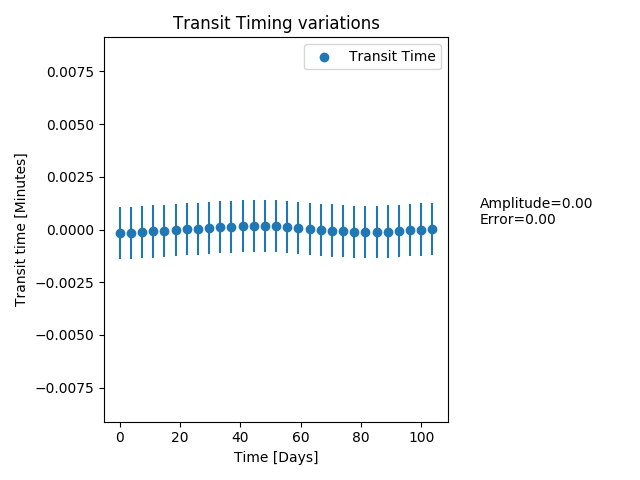 Transit Timing variations
Transit Time
0.0075
0.0050
0.0025
0.0000
−0.0025
−0.0050
−0.0075
Transit time [Minutes]
Amplitude=0.00
Error=0.00
0 20 40 60 80 100
Time [Days]